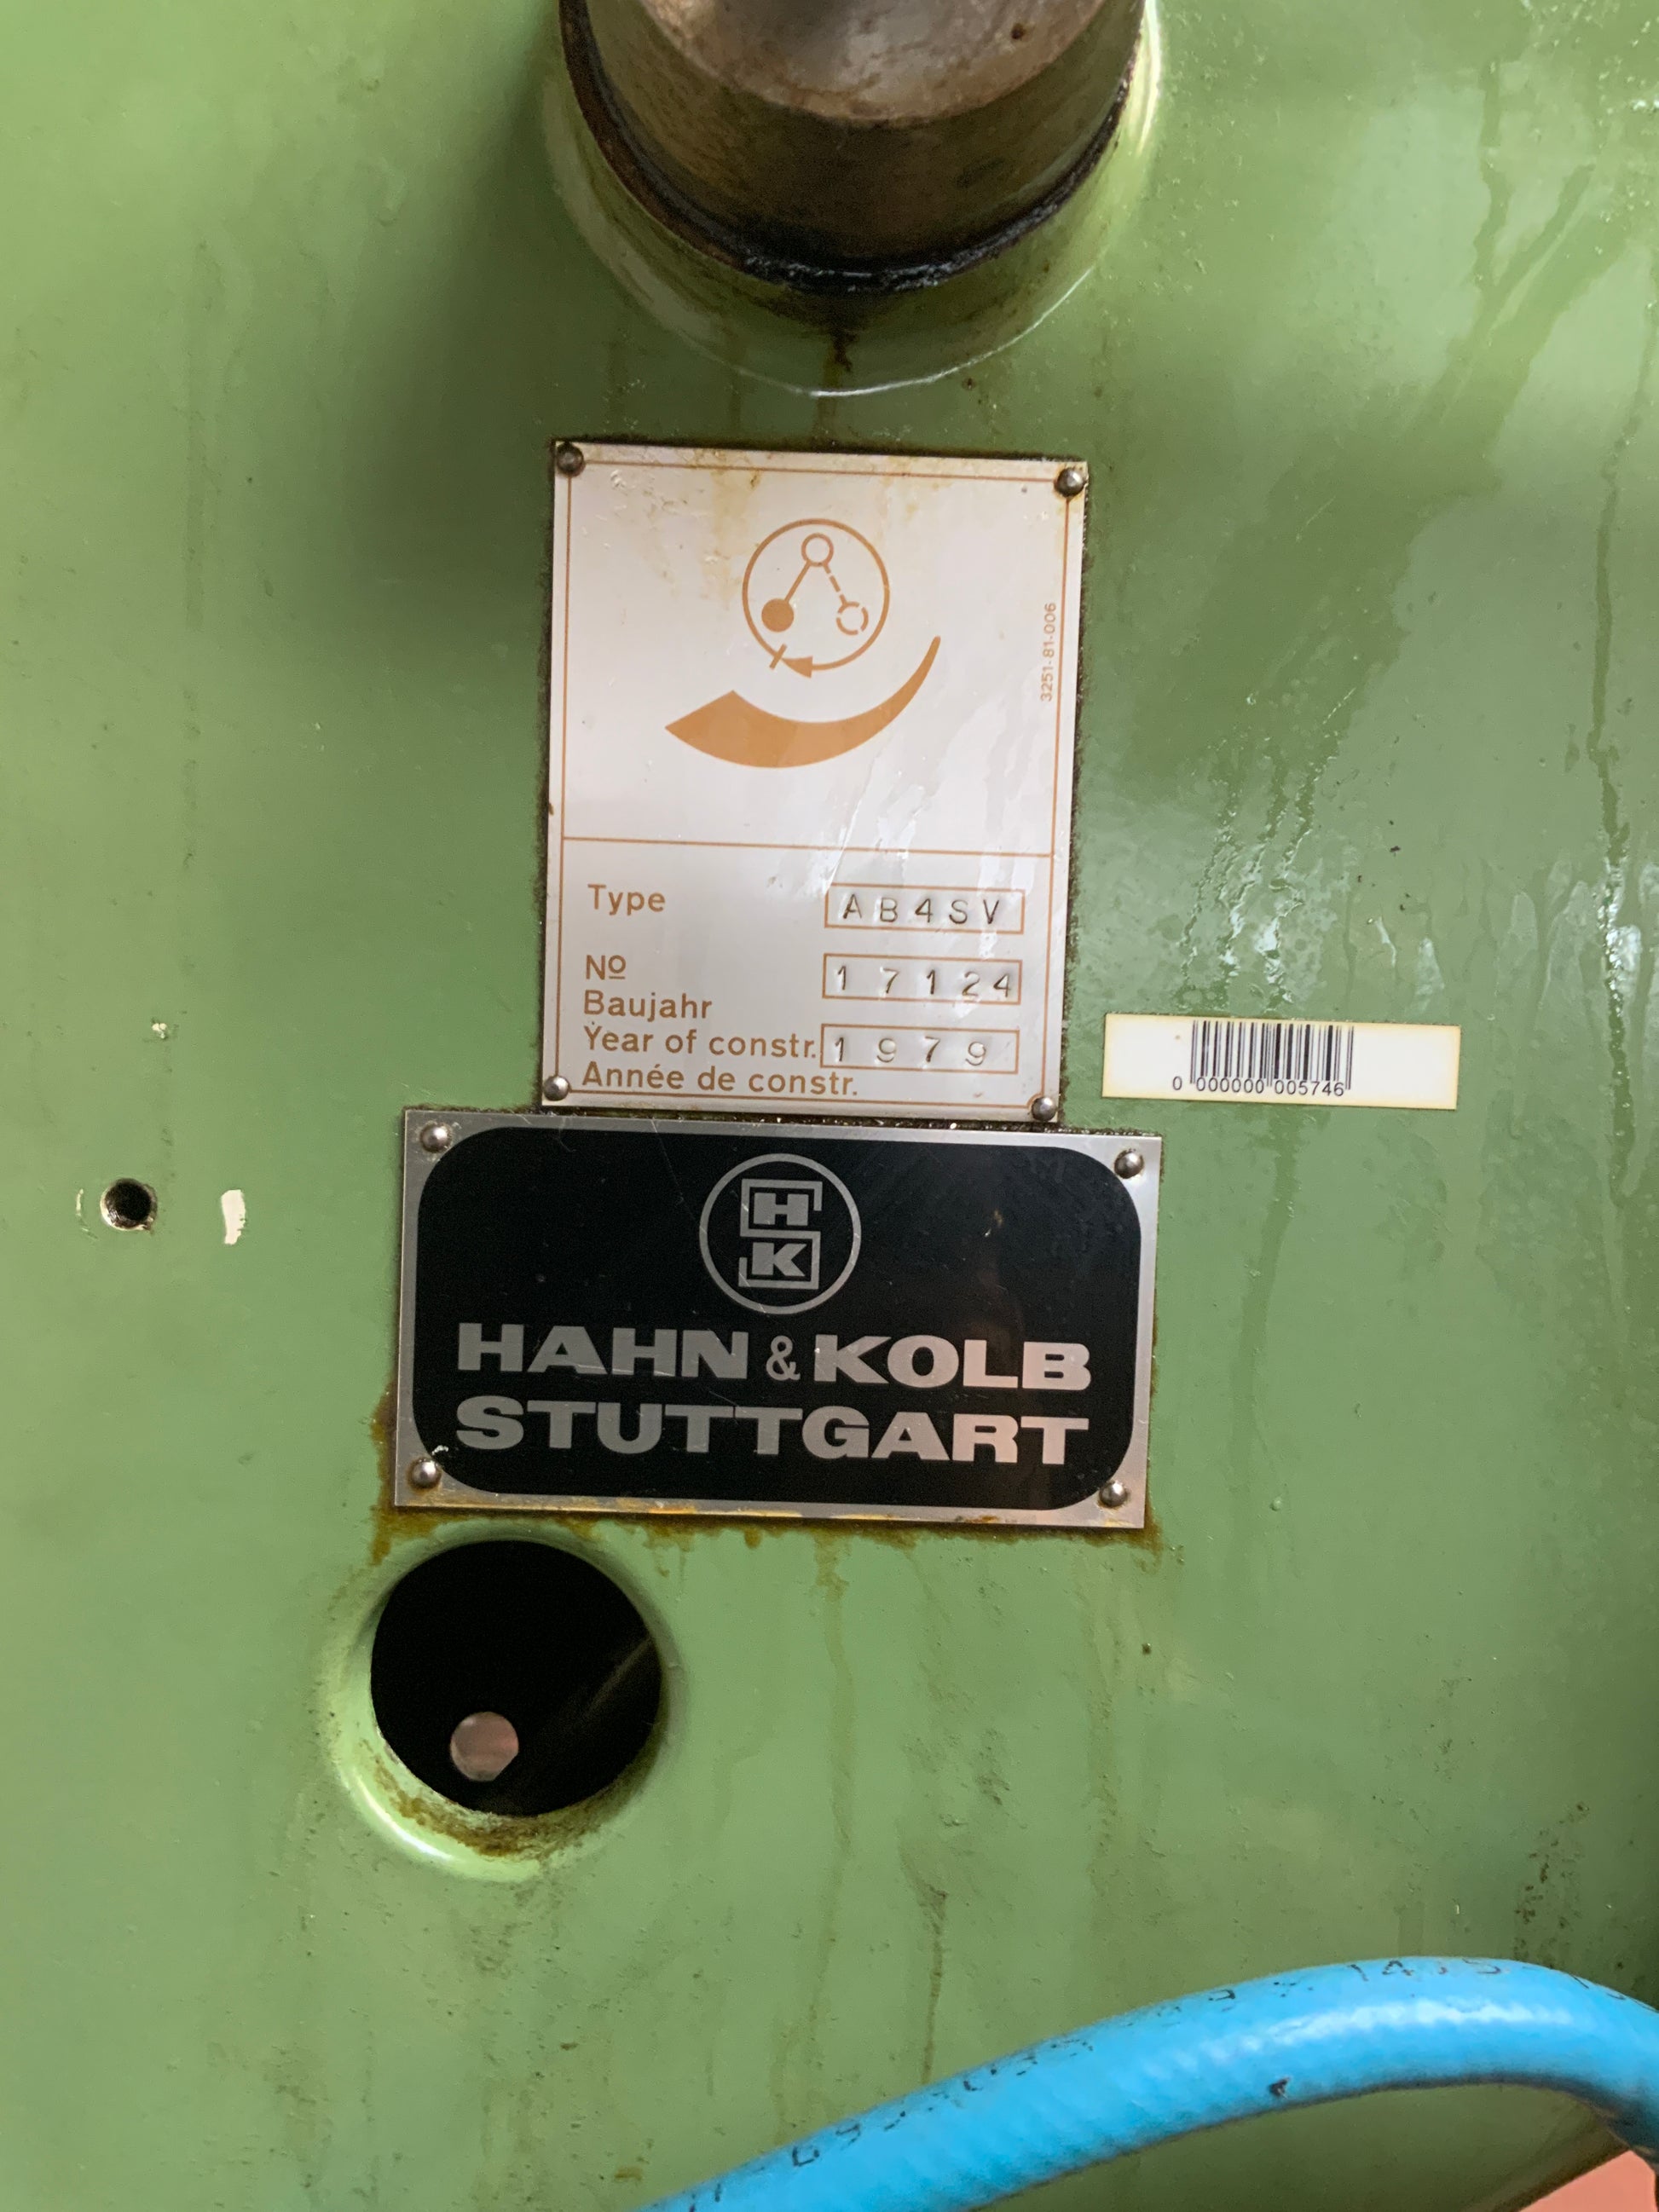 3251-81-006
Type AB4SV
Nº 17124
Baujahr
Year of constr. 1979
Année de constr.
0 000000 005746
HK
HAHN & KOLB
STUTTGART